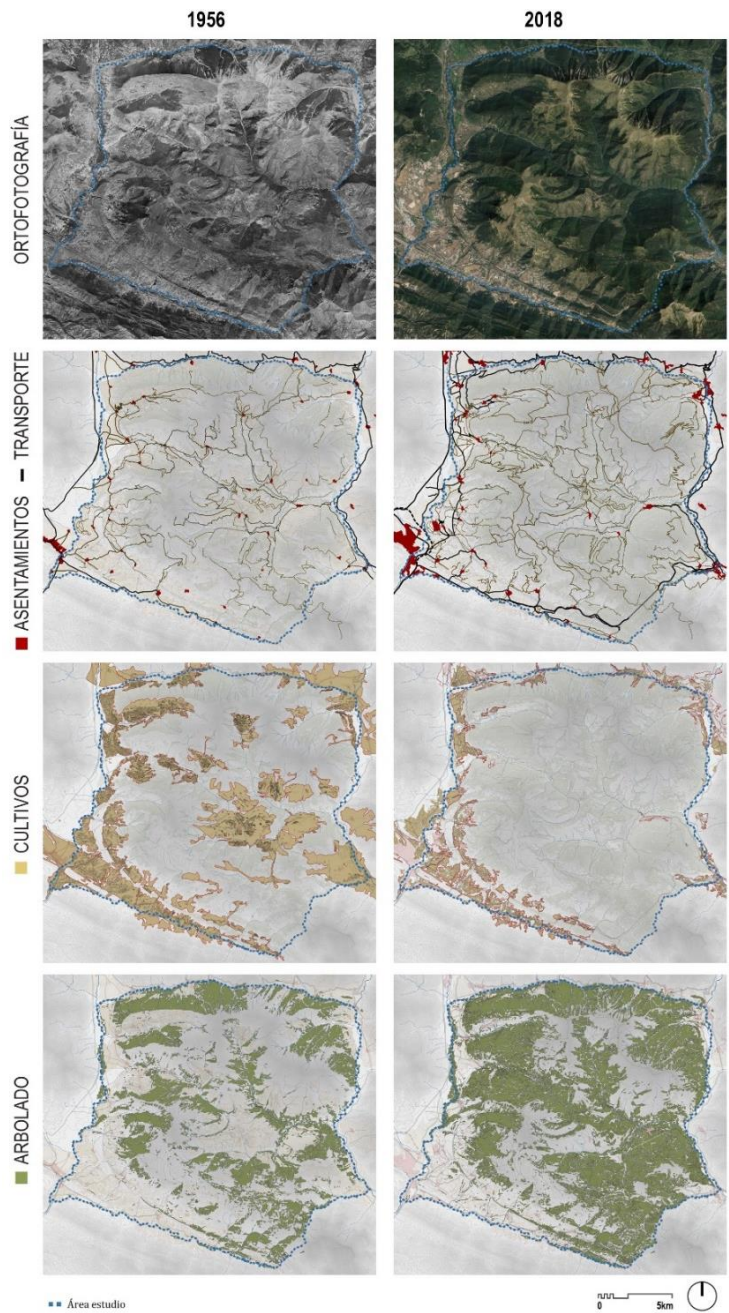 1956 2018
ORTOFOTOGRAFÍA
ASENTAMIENTOS TRANSPORTE
CULTIVOS
ARBOLADO
Área estudio
0 5km